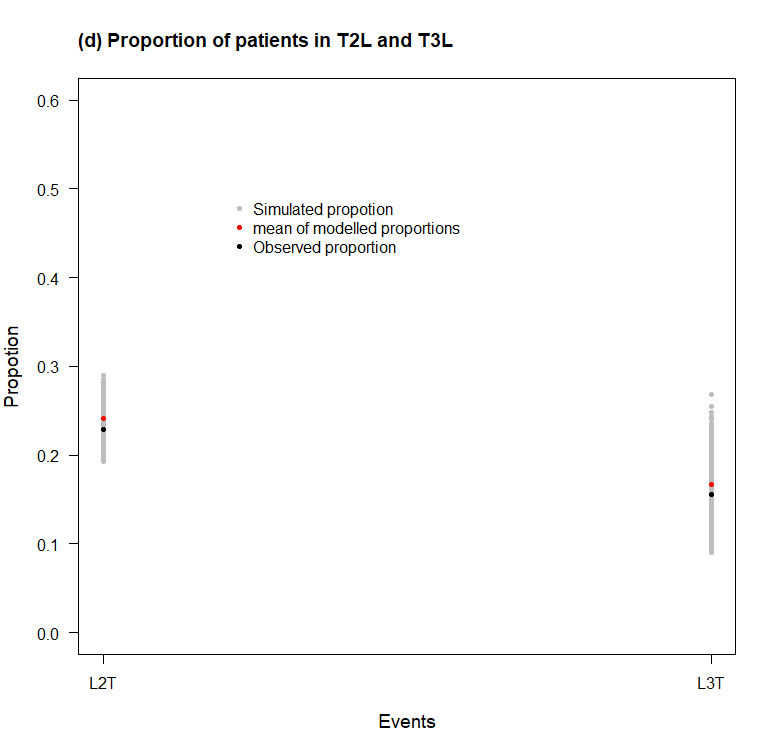 (d) Proportion of patients in T2L and T3L
0.6
0.5
0.4
0.3
0.2
0.1
0.0
Propotion
Simulated propotion
mean of modelled proportions
Observed proportion
L2T
L3T
Events